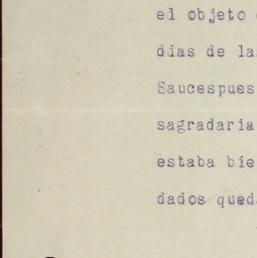 el objeto
días de la
Saucespues
sagradaria
estaba bie
dados qued